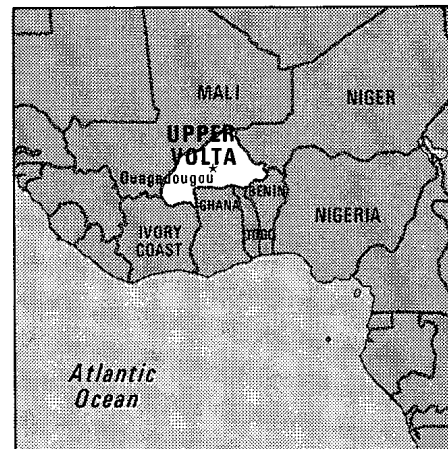 MALI
NIGER
UPPER
VOLTA
Ouagadougou
BENIN
GHANA
TOGO
NIGERIA
IVORY
COAST
Atlantic
Ocean